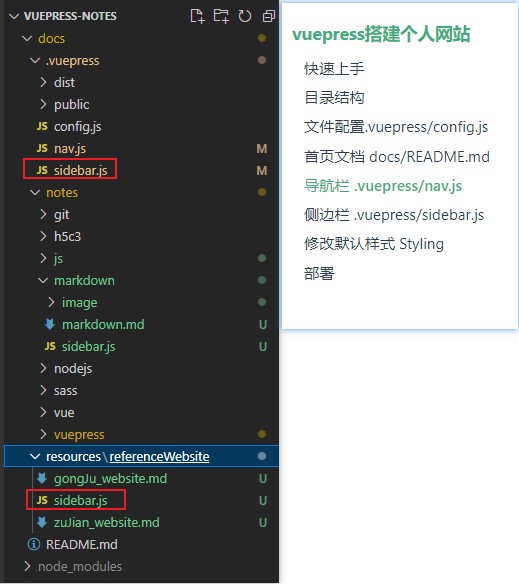 VUEPRESS-NOTES
docs
.vuepress
dist
public
JS config.js
JS nav.js M
JS sidebar.js M
notes
git
h5c3
js
markdown
image
markdown.md U
JS sidebar.js U
nodejs
sass
vue
vuepress
resources\referenceWebsite
gongJu_website.md U
JS sidebar.js U
zuJian_website.md U
README.md
node_modules
vuepress搭建个人网站
快速上手
目录结构
文件配置.vuepress/config.js
首页文档 docs/README.md
导航栏 .vuepress/nav.js
侧边栏 .vuepress/sidebar.js
修改默认样式 Styling
部署